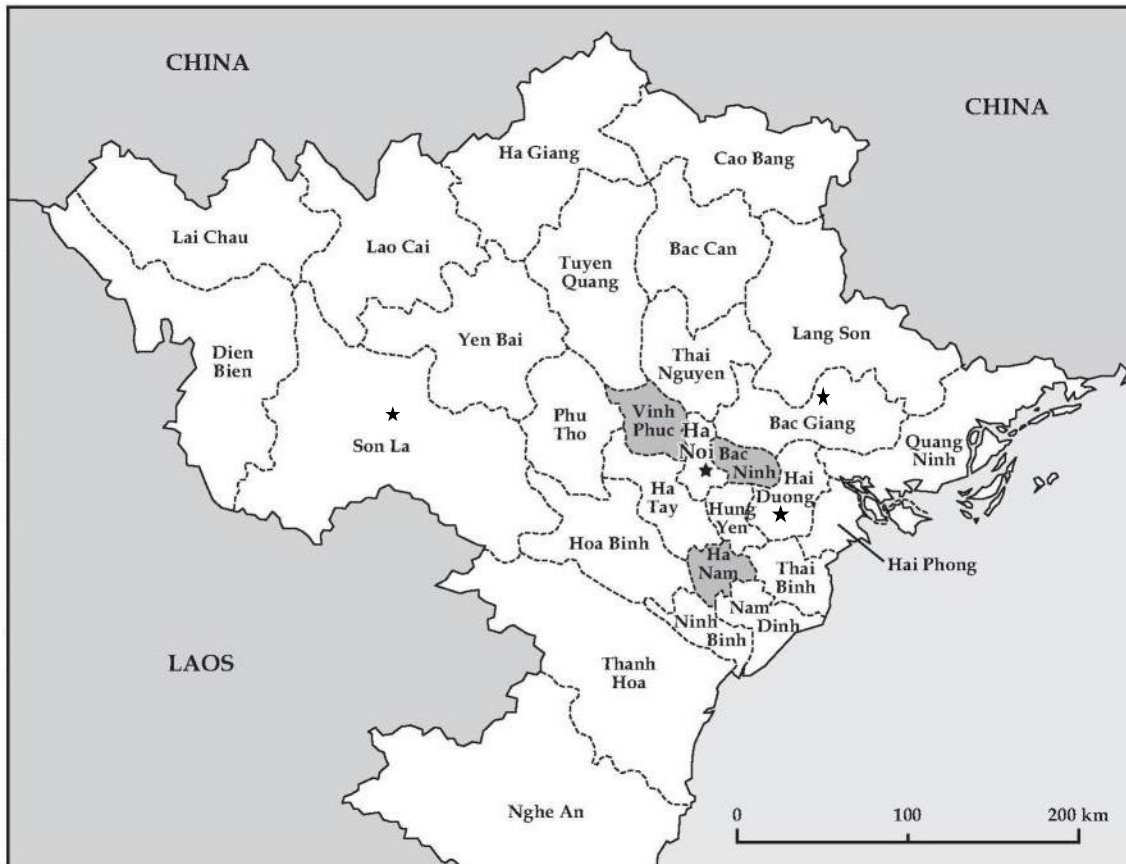 CHINA
CHINA
Ha Giang
Cao Bang
Lai Chau
Lao Cai
Bac Can
Tuyen
Quang
Lang Son
Yen Bai
Dien
Bien
Thai
Nguyen
Phu
Tho
Vinh
Phuc
Ha
Noi
Bac Giang
Son La
Quang
Ninh
Bac
Ninh
Hai
Duong
Ha
Tay
Hung
Yen
Hoa Binh
Ha
Nam
Thai
Binh
Hai Phong
Nam
Dinh
Ninh
Binh
LAOS
Thanh
Hoa
Nghe An
0 100 200 km